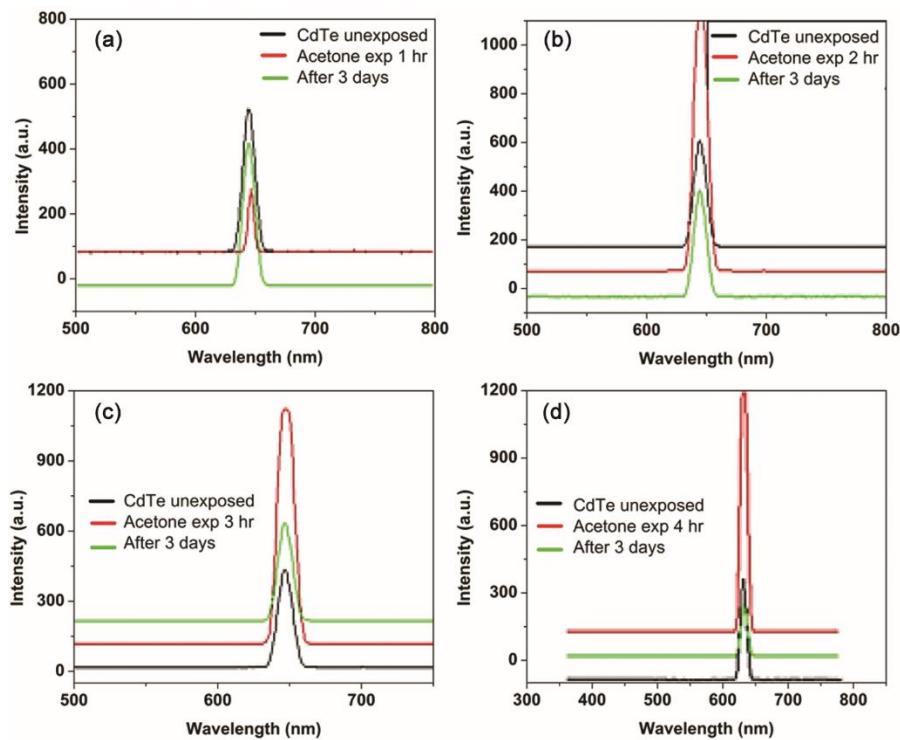 (a)
CdTe unexposed
Acetone exp 1 hr
After 3 days
800
600
400
200
0
Intensity (a.u.)
500
600
700
800
Wavelength (nm)
(b)
CdTe unexposed
Acetone exp 2 hr
After 3 days
1000
800
600
400
200
0
Intensity (a.u.)
500
600
700
800
Wavelength (nm)
(c)
CdTe unexposed
Acetone exp 3 hr
After 3 days
1200
900
600
300
0
Intensity (a.u.)
500
600
700
Wavelength (nm)
(d)
CdTe unexposed
Acetone exp 4 hr
After 3 days
1200
900
600
300
0
Intensity (a.u.)
300
400
500
600
700
800
Wavelength (nm)